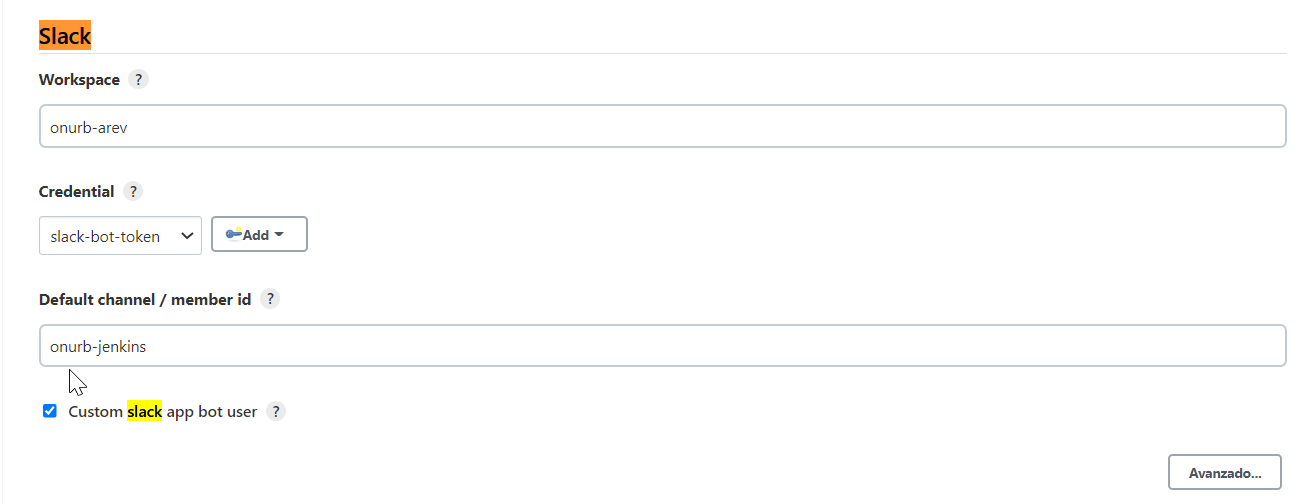 Slack
Workspace ?
onurb-arev
Credential ?
slack-bot-token
Add
Default channel / member id ?
onurb-jenkins
Custom slack app bot user ?
Avanzado...